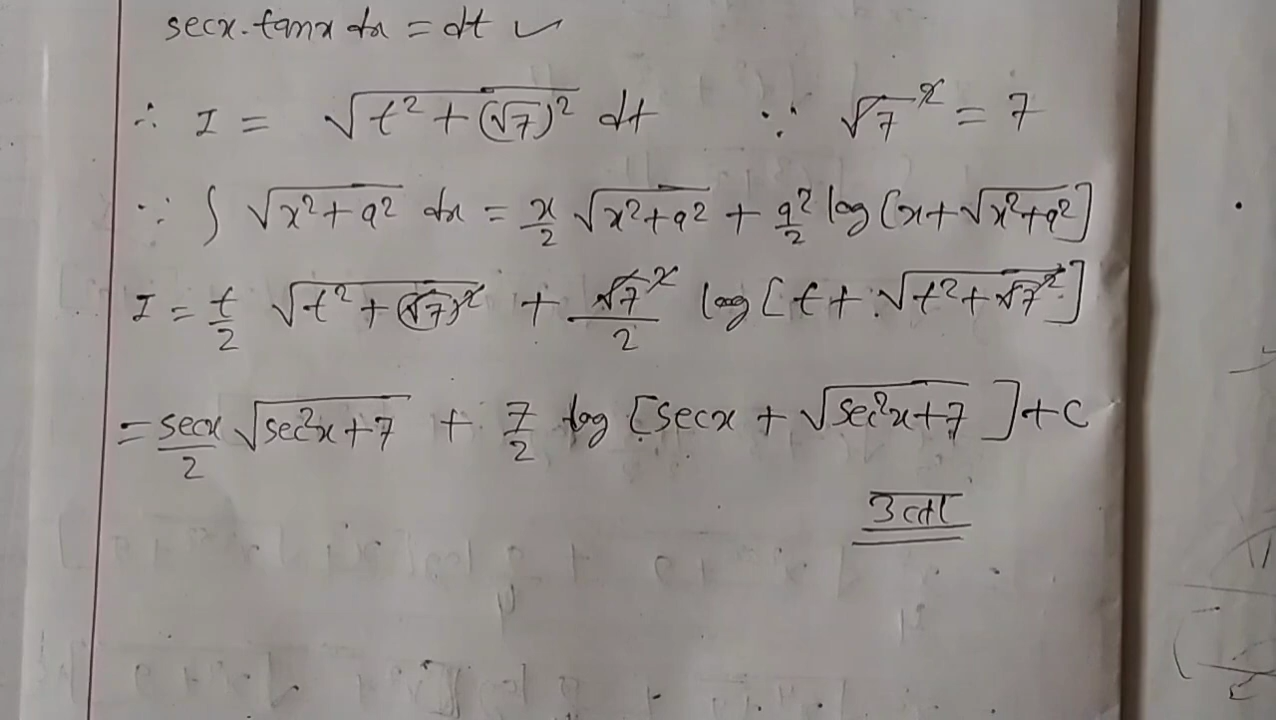 secx.tanx dx = dt ✓
∴ I = √(t² + (√7)²) dt ∵ √7² = 7
∵ ∫ √(x²+a²) dx = x/2 √(x²+a²) + a²/2 log[x+√(x²+a²)]
I = t/2 √(t² + (√7)²) + √7²/2 log[t + √(t²+√7²)]
= secx/2 √(sec²x+7) + 7/2 log [secx + √(sec²x+7)] + c
उत्तर